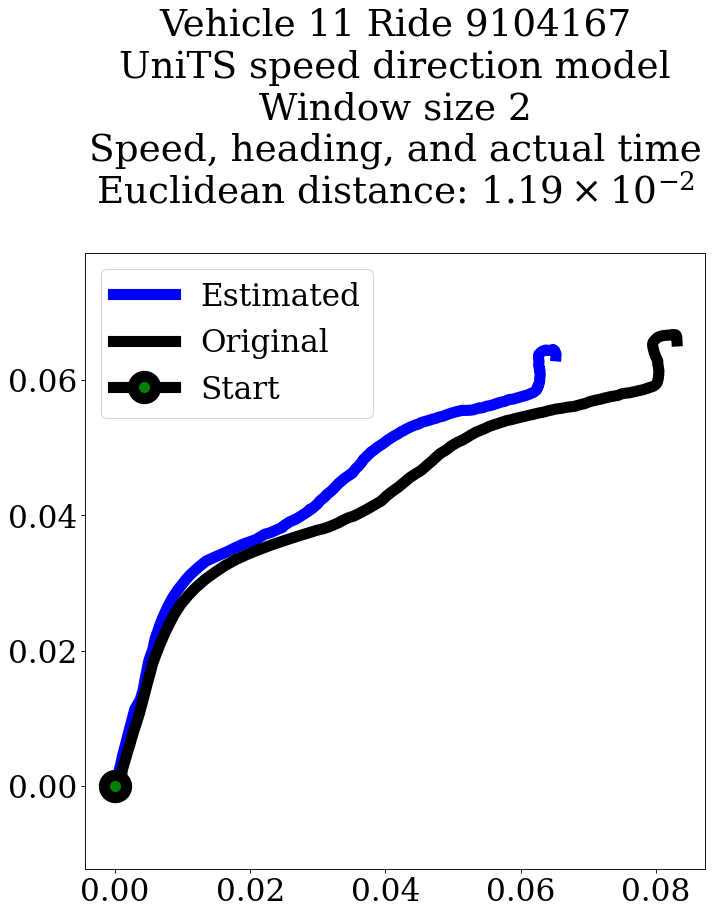 Vehicle 11 Ride 9104167
UniTS speed direction model
Window size 2
Speed, heading, and actual time
Euclidean distance: 1.19 × 10⁻²
Estimated
Original
Start
0.06
0.04
0.02
0.00
0.00 0.02 0.04 0.06 0.08